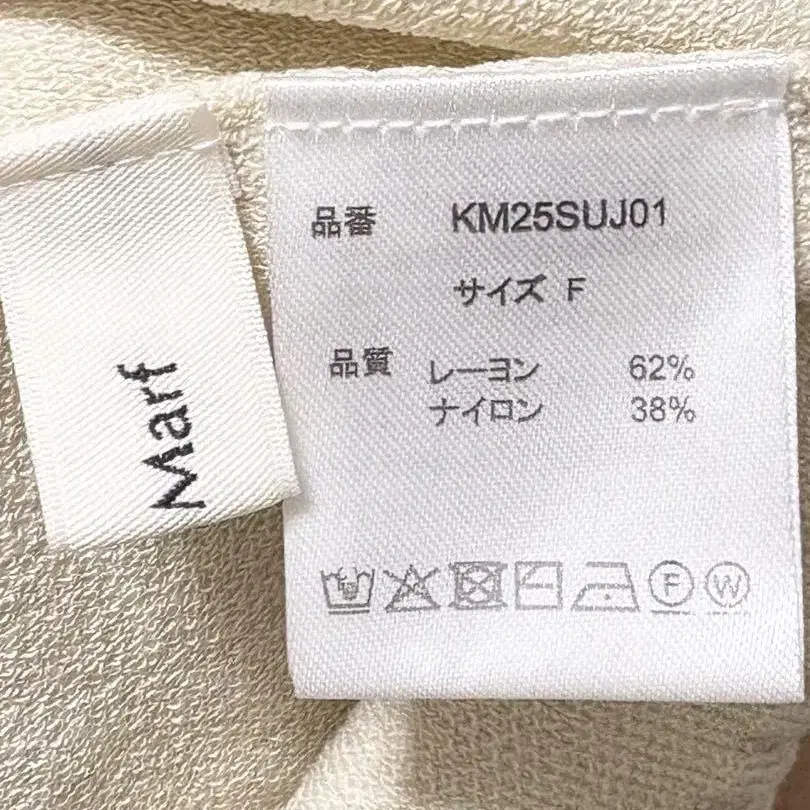 Marf
品番 KM25SUJ01
サイズ F
品質 レーヨン 62%
ナイロン 38%
F W